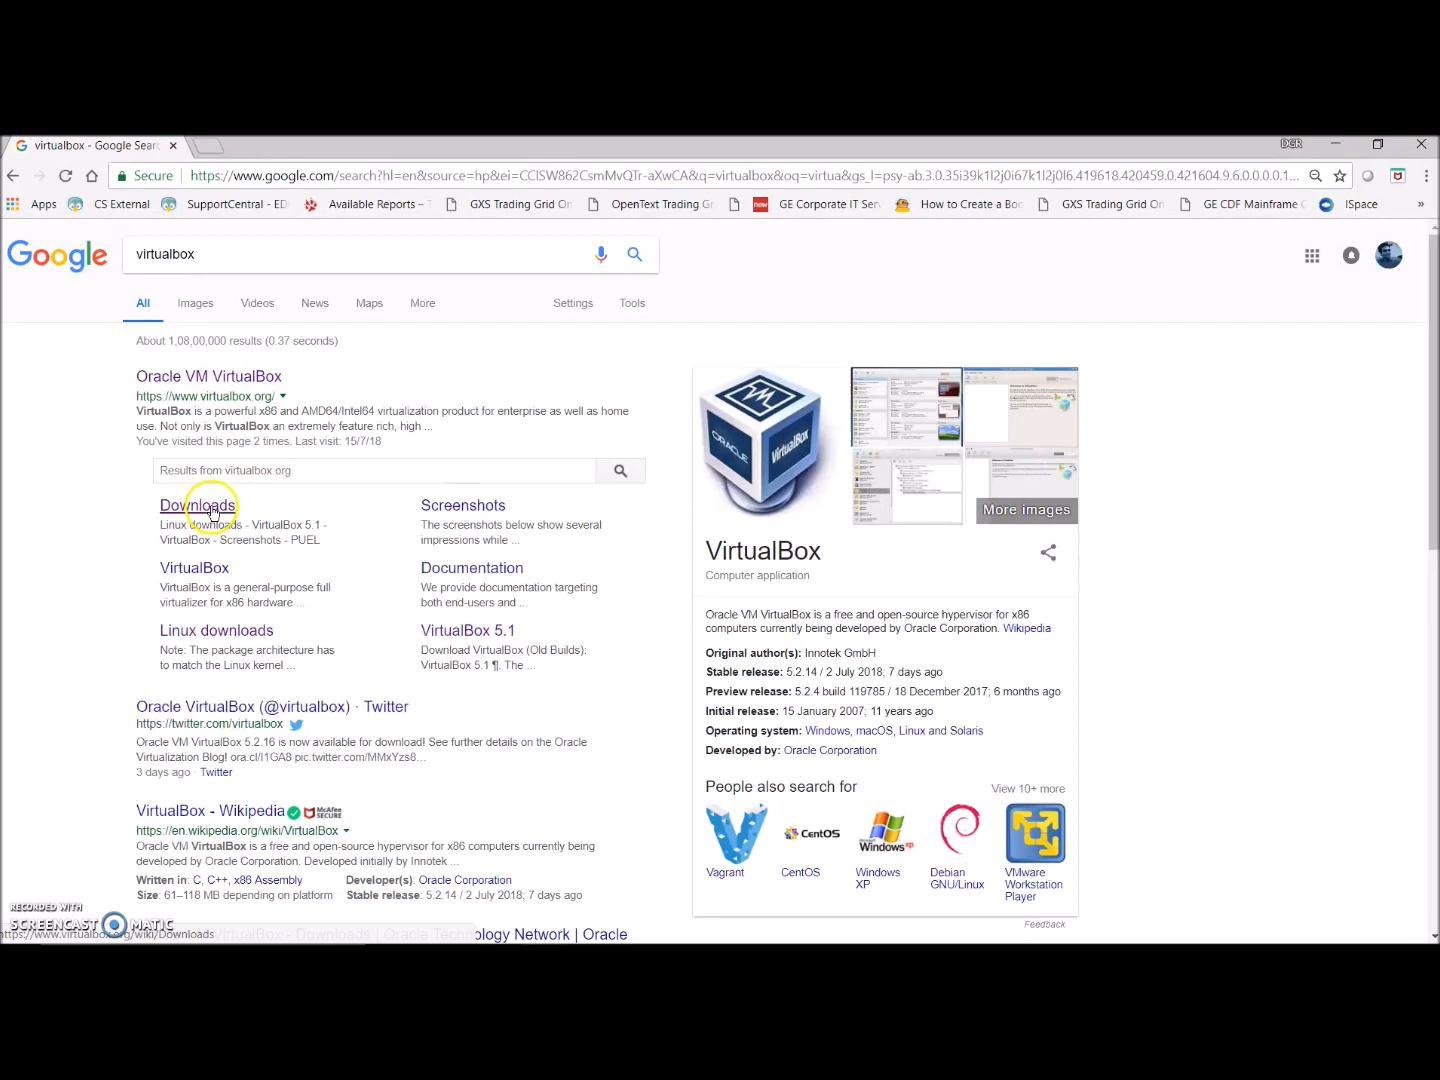 virtualbox - Google Searc
DGR
Secure
https://www.google.com/search?hl=en&source=hp&ei=CClSW862CsmMvQTr-aXwCA&q=virtualbox&oq=virtua&gs_l=psy-ab.3.0.35i39k1l2j0i67k1l2j0l6.419618.420459.0.421604.9.6.0.0.0.0.1...
Apps
CS External
SupportCentral - EDI
Available Reports –
GXS Trading Grid On
OpenText Trading Gr
now
GE Corporate IT Serv
How to Create a Boo
GXS Trading Grid On
GE CDF Mainframe
ISpace
»
Google
virtualbox
All
Images
Videos
News
Maps
More
Settings
Tools
About 1,08,00,000 results (0.37 seconds)
Oracle VM VirtualBox
https://www.virtualbox.org/
VirtualBox is a powerful x86 and AMD64/Intel64 virtualization product for enterprise as well as home
use. Not only is VirtualBox an extremely feature rich, high ...
You've visited this page 2 times. Last visit: 15/7/18
Results from virtualbox.org
Downloads
Linux downloads - VirtualBox 5.1 -
VirtualBox - Screenshots - PUEL
Screenshots
The screenshots below show several
impressions while ...
VirtualBox
VirtualBox is a general-purpose full
virtualizer for x86 hardware ...
Documentation
We provide documentation targeting
both end-users and ...
Linux downloads
Note: The package architecture has
to match the Linux kernel ...
VirtualBox 5.1
Download VirtualBox (Old Builds):
VirtualBox 5.1 ¶. The ...
Oracle VirtualBox (@virtualbox) · Twitter
https://twitter.com/virtualbox
Oracle VM VirtualBox 5.2.16 is now available for download! See further details on the Oracle
Virtualization Blog! ora.cl/I1GA8 pic.twitter.com/MMxYzs8...
3 days ago · Twitter
VirtualBox - Wikipedia
McAfee
SECURE
https://en.wikipedia.org/wiki/VirtualBox
Oracle VM VirtualBox is a free and open-source hypervisor for x86 computers currently being
developed by Oracle Corporation. Developed initially by Innotek ...
Written in: C, C++, x86 Assembly
Developer(s): Oracle Corporation
Size: 61–118 MB depending on platform
Stable release: 5.2.14 / 2 July 2018; 7 days ago
VirtualBox - Downloads | Oracle Technology Network | Oracle
https://www.virtualbox.org/wiki/Downloads
RECORDED WITH
SCREENCAST MATIC
ORACLE
VirtualBox
More images
VirtualBox
Computer application
Oracle VM VirtualBox is a free and open-source hypervisor for x86
computers currently being developed by Oracle Corporation. Wikipedia
Original author(s): Innotek GmbH
Stable release: 5.2.14 / 2 July 2018; 7 days ago
Preview release: 5.2.4 build 119785 / 18 December 2017; 6 months ago
Initial release: 15 January 2007; 11 years ago
Operating system: Windows, macOS, Linux and Solaris
Developed by: Oracle Corporation
People also search for
View 10+ more
CentOS
Windows xp
Vagrant
CentOS
Windows
XP
Debian
GNU/Linux
VMware
Workstation
Player
Feedback